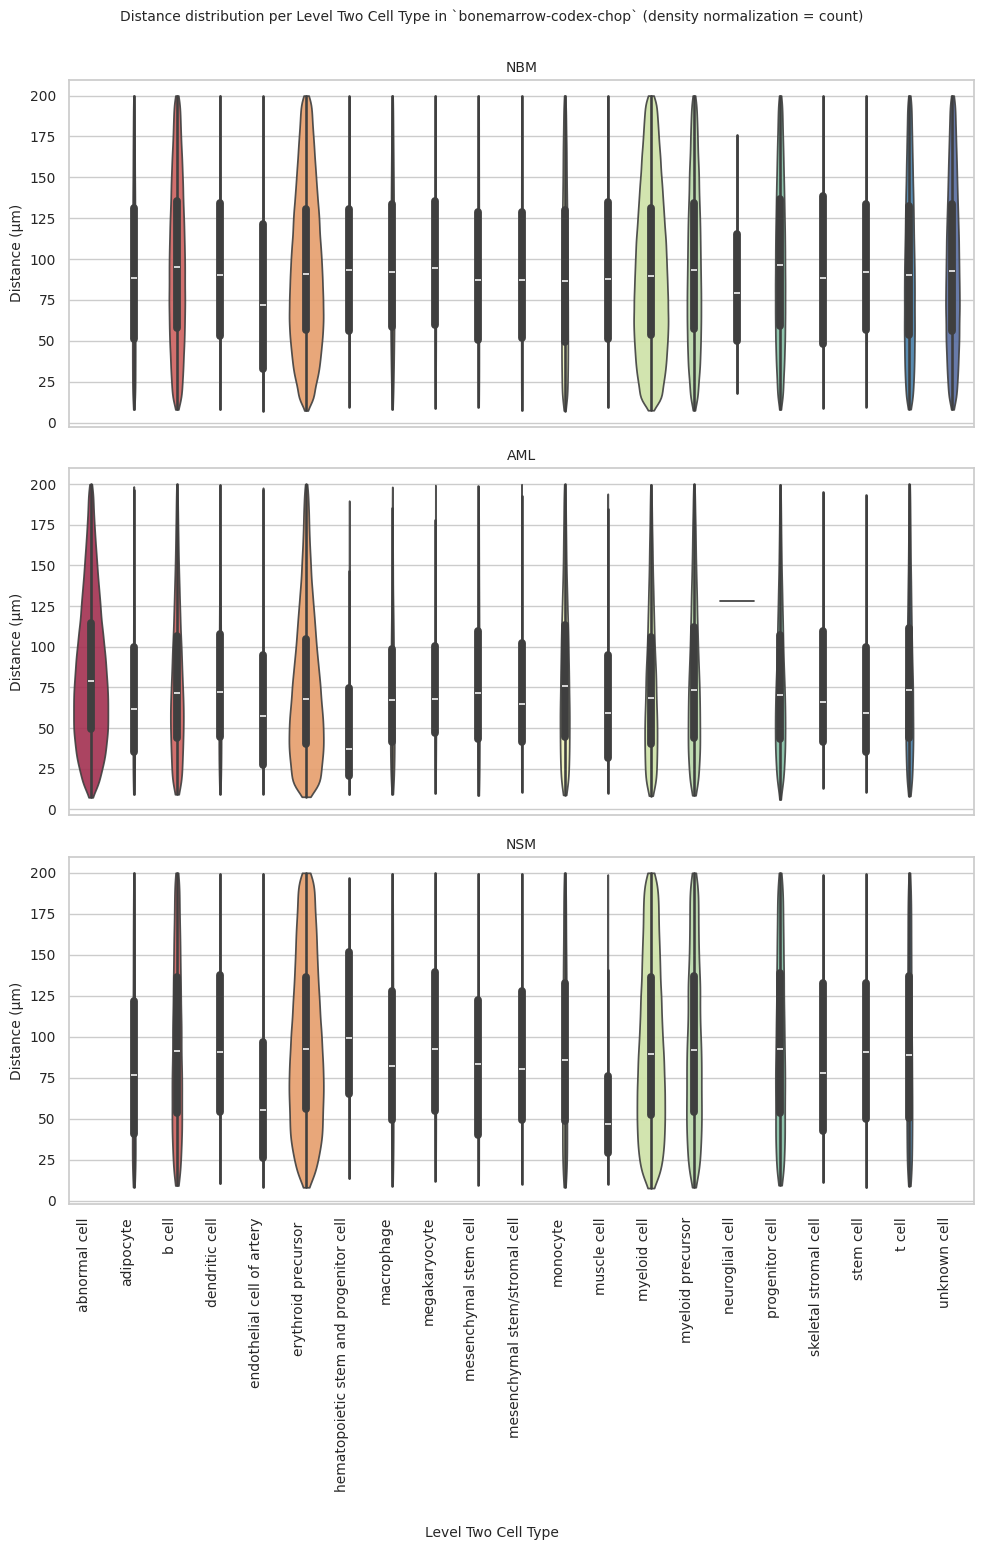 Distance distribution per Level Two Cell Type in `bonemarrow-codex-chop` (density normalization = count)
NBM
200
175
150
125
100
75
50
25
0
Distance (µm)
AML
200
175
150
125
100
75
50
25
0
Distance (µm)
NSM
200
175
150
125
100
75
50
25
0
Distance (µm)
abnormal cell
adipocyte
b cell
dendritic cell
endothelial cell of artery
erythroid precursor
hematopoietic stem and progenitor cell
macrophage
megakaryocyte
mesenchymal stem cell
mesenchymal stem/stromal cell
monocyte
muscle cell
myeloid cell
myeloid precursor
neuroglial cell
progenitor cell
skeletal stromal cell
stem cell
t cell
unknown cell
Level Two Cell Type